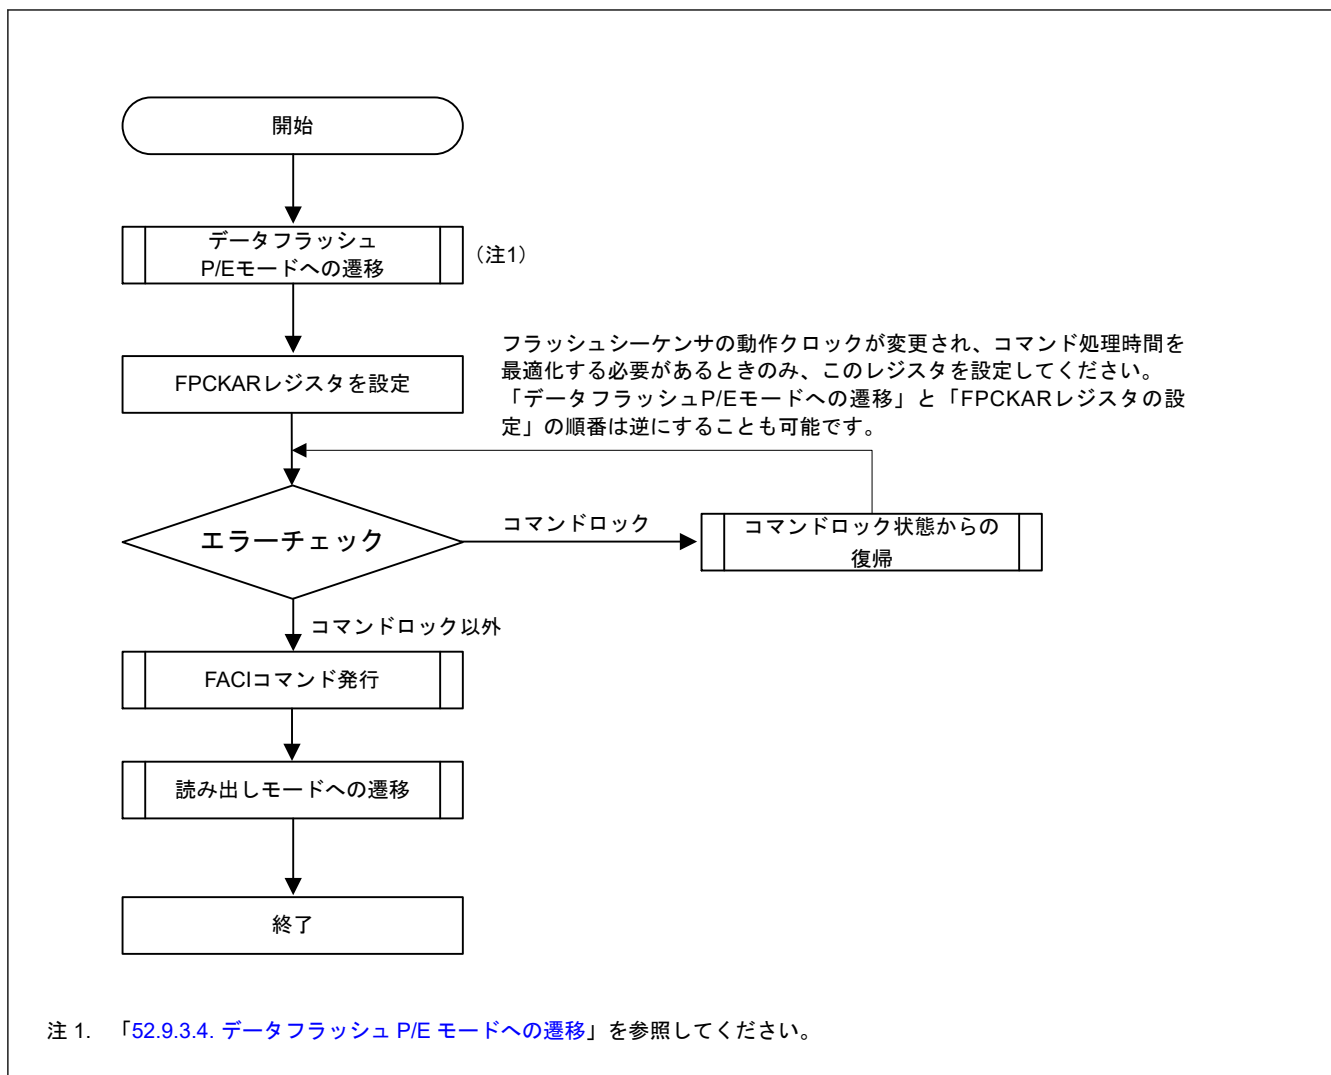 開始
データフラッシュ
P/Eモードへの遷移
（注1）
FPCKARレジスタを設定
フラッシュシーケンサの動作クロックが変更され、コマンド処理時間を
最適化する必要があるときのみ、このレジスタを設定してください。
「データフラッシュP/Eモードへの遷移」と「FPCKARレジスタの設
定」の順番は逆にすることも可能です。
エラーチェック
コマンドロック
コマンドロック状態からの
復帰
コマンドロック以外
FACIコマンド発行
読み出しモードへの遷移
終了
注 1. 「52.9.3.4. データフラッシュ P/E モードへの遷移」を参照してください。